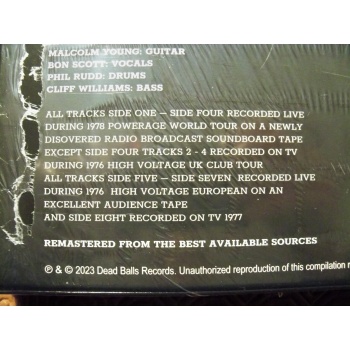 MALCOLM YOUNG: GUITAR
BON SCOTT: VOCALS
PHIL RUDD: DRUMS
CLIFF WILLIAMS: BASS
ALL TRACKS SIDE ONE – SIDE FOUR RECORDED LIVE
DURING 1978 POWERAGE WORLD TOUR ON A NEWLY
DISOVERED RADIO BROADCAST SOUNDBOARD TAPE
EXCEPT SIDE FOUR TRACKS 2 - 4 RECORDED ON TV
DURING 1976 HIGH VOLTAGE UK CLUB TOUR
ALL TRACKS SIDE FIVE – SIDE SEVEN RECORDED LIVE
DURING 1976 HIGH VOLTAGE EUROPEAN ON AN
EXCELLENT AUDIENCE TAPE
AND SIDE EIGHT RECORDED ON TV 1977
REMASTERED FROM THE BEST AVAILABLE SOURCES
℗ & © 2023 Dead Balls Records. Unauthorized reproduction of this compilation